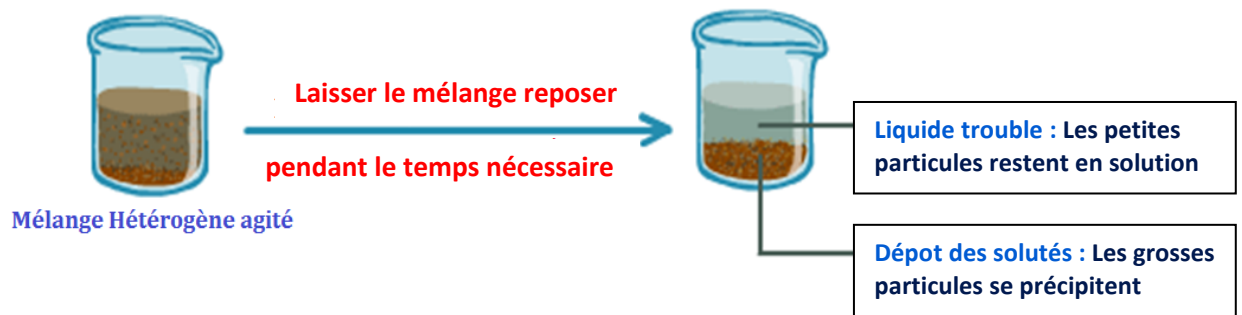 Laisser le mélange reposer
pendant le temps nécessaire
Mélange Hétérogène agité
Liquide trouble : Les petites
particules restent en solution
Dépot des solutés : Les grosses
particules se précipitent